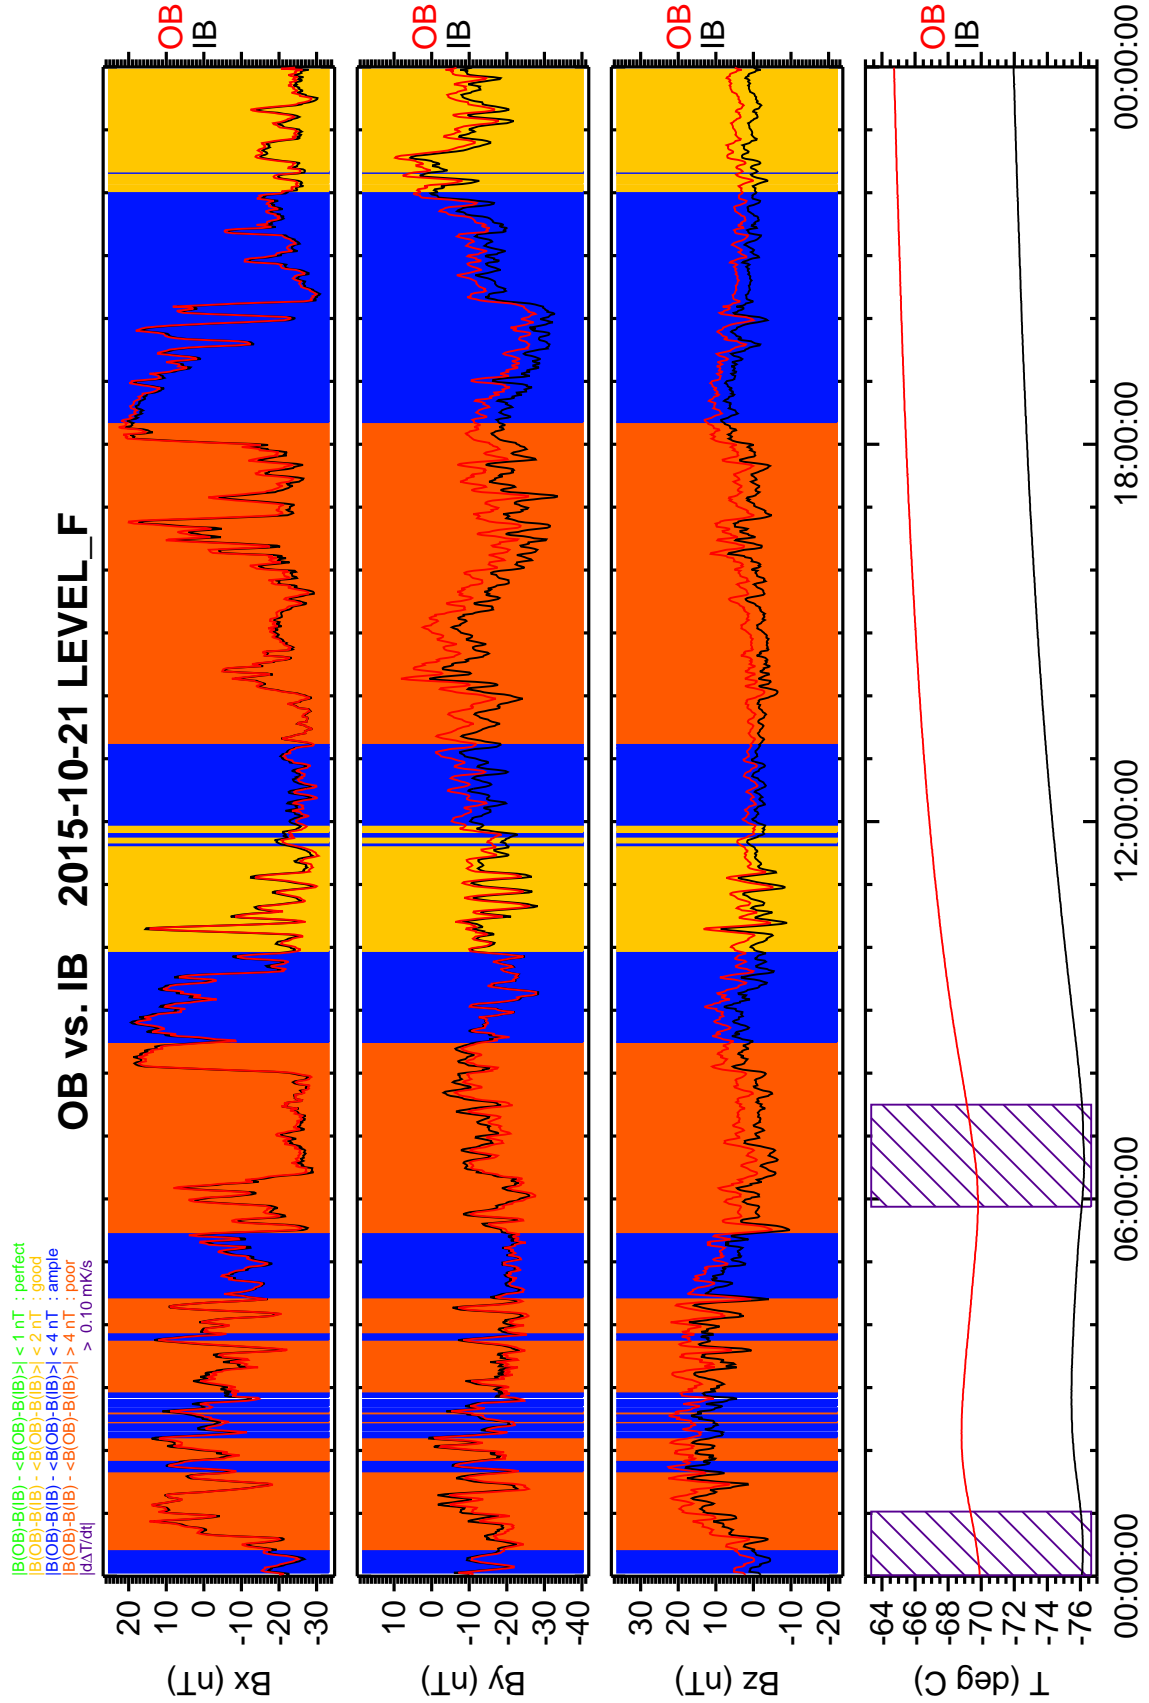 |B(OB)-B(IB) - <B(OB)-B(IB)>| < 1 nT : perfect
|B(OB)-B(IB) - <B(OB)-B(IB)>| < 2 nT : good
|B(OB)-B(IB) - <B(OB)-B(IB)>| < 4 nT : ample
|B(OB)-B(IB) - <B(OB)-B(IB)>| > 4 nT : poor
|dΔT/dt| > 0.10 mK/s
OB vs. IB 2015-10-21 LEVEL_F
Bx (nT)
20
10
0
-10
-20
-30
OB
IB
By (nT)
10
0
-10
-20
-30
-40
OB
IB
Bz (nT)
30
20
10
0
-10
-20
OB
IB
T (deg C)
-64
-66
-68
-70
-72
-74
-76
OB
IB
00:00:00 06:00:00 12:00:00 18:00:00 00:00:00